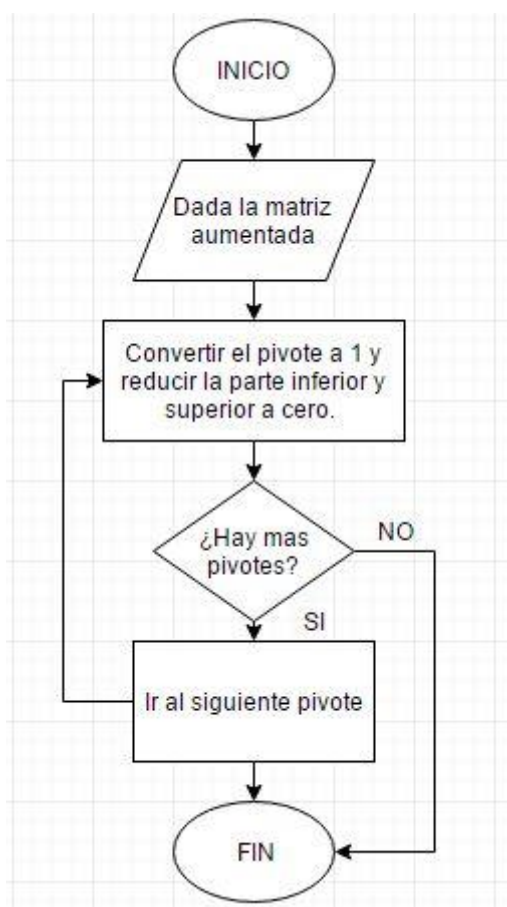 INICIO
Dada la matriz
aumentada
Convertir el pivote a 1 y
reducir la parte inferior y
superior a cero.
¿Hay mas
pivotes?
NO
SI
Ir al siguiente pivote
FIN